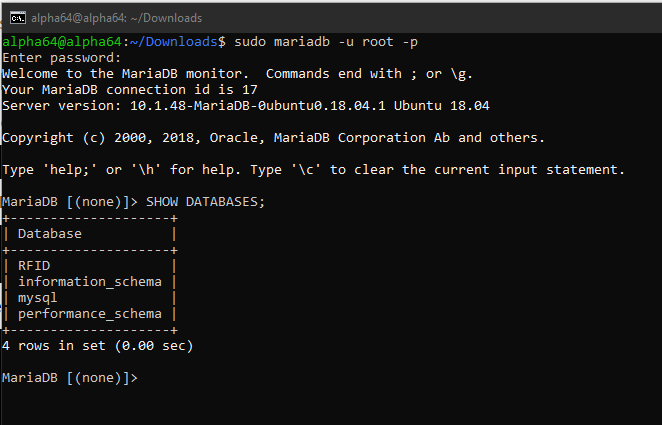 alpha64@alpha64: ~/Downloads
alpha64@alpha64:~/Downloads$ sudo mariadb -u root -p
Enter password:
Welcome to the MariaDB monitor.  Commands end with ; or \g.
Your MariaDB connection id is 17
Server version: 10.1.48-MariaDB-0ubuntu0.18.04.1 Ubuntu 18.04
Copyright (c) 2000, 2018, Oracle, MariaDB Corporation Ab and others.
Type 'help;' or '\h' for help. Type '\c' to clear the current input statement.
MariaDB [(none)]> SHOW DATABASES;
+--------------------+
| Database           |
+--------------------+
| RFID               |
| information_schema |
| mysql              |
| performance_schema |
+--------------------+
4 rows in set (0.00 sec)
MariaDB [(none)]>